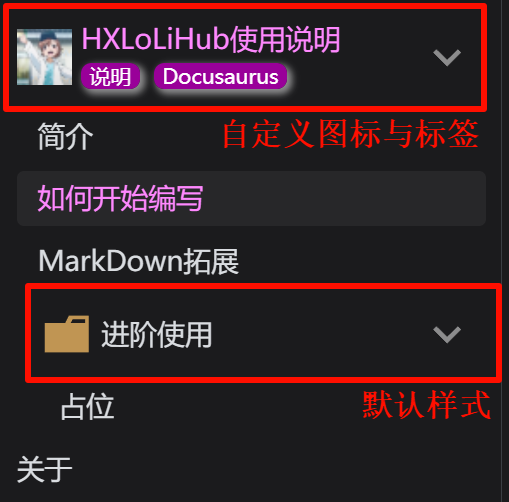 HXLoLiHub使用说明
说明 Docusaurus
简介
自定义图标与标签
如何开始编写
MarkDown拓展
进阶使用
默认样式
占位
关于